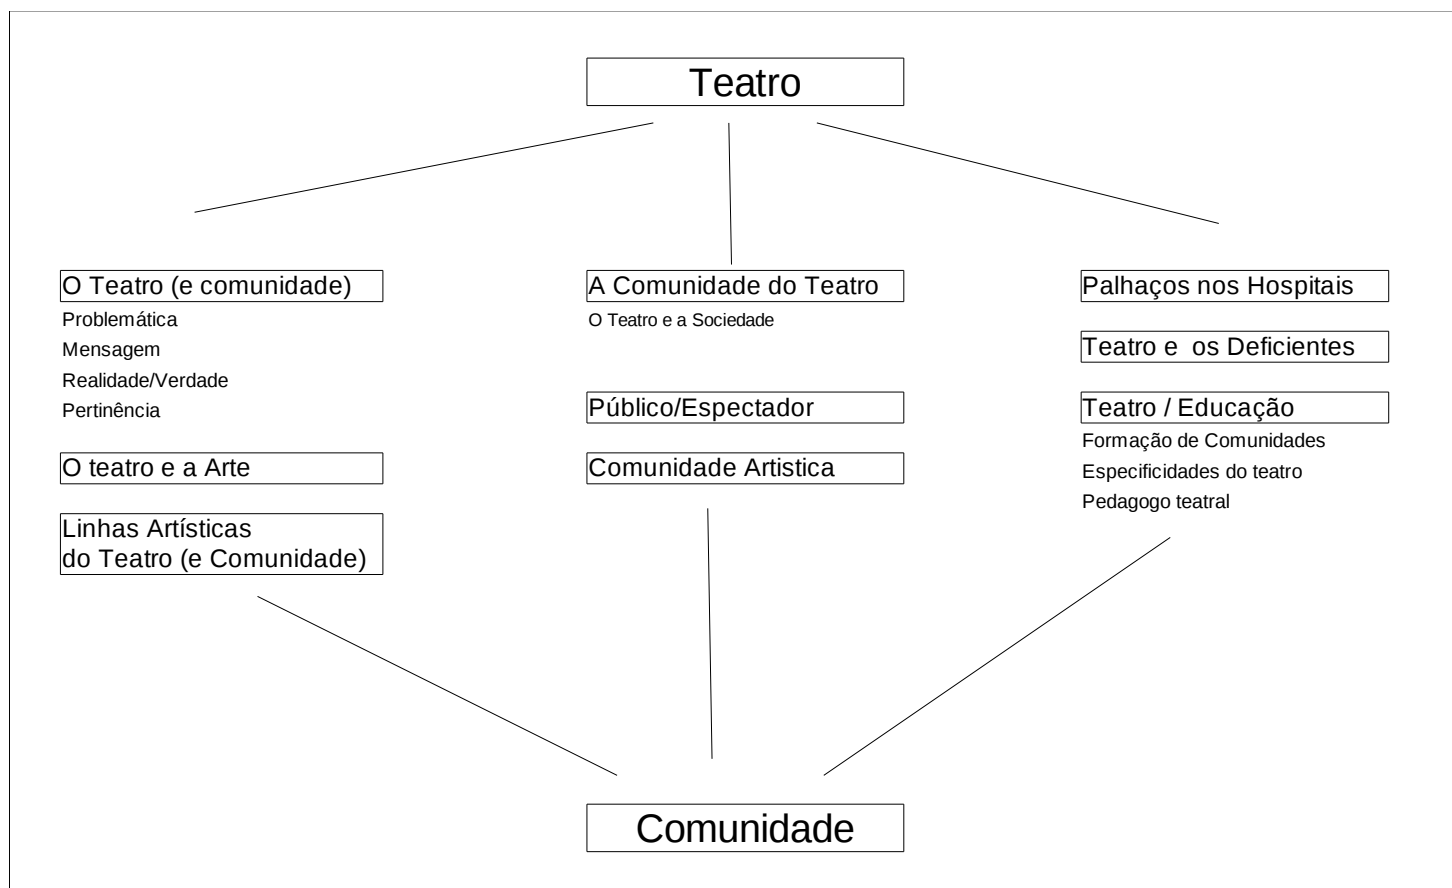 Teatro
O Teatro (e comunidade)
Problemática
Mensagem
Realidade/Verdade
Pertinência
O teatro e a Arte
Linhas Artísticas
do Teatro (e Comunidade)
A Comunidade do Teatro
O Teatro e a Sociedade
Público/Espectador
Comunidade Artistica
Palhaços nos Hospitais
Teatro e  os Deficientes
Teatro / Educação
Formação de Comunidades
Especificidades do teatro
Pedagogo teatral
Comunidade